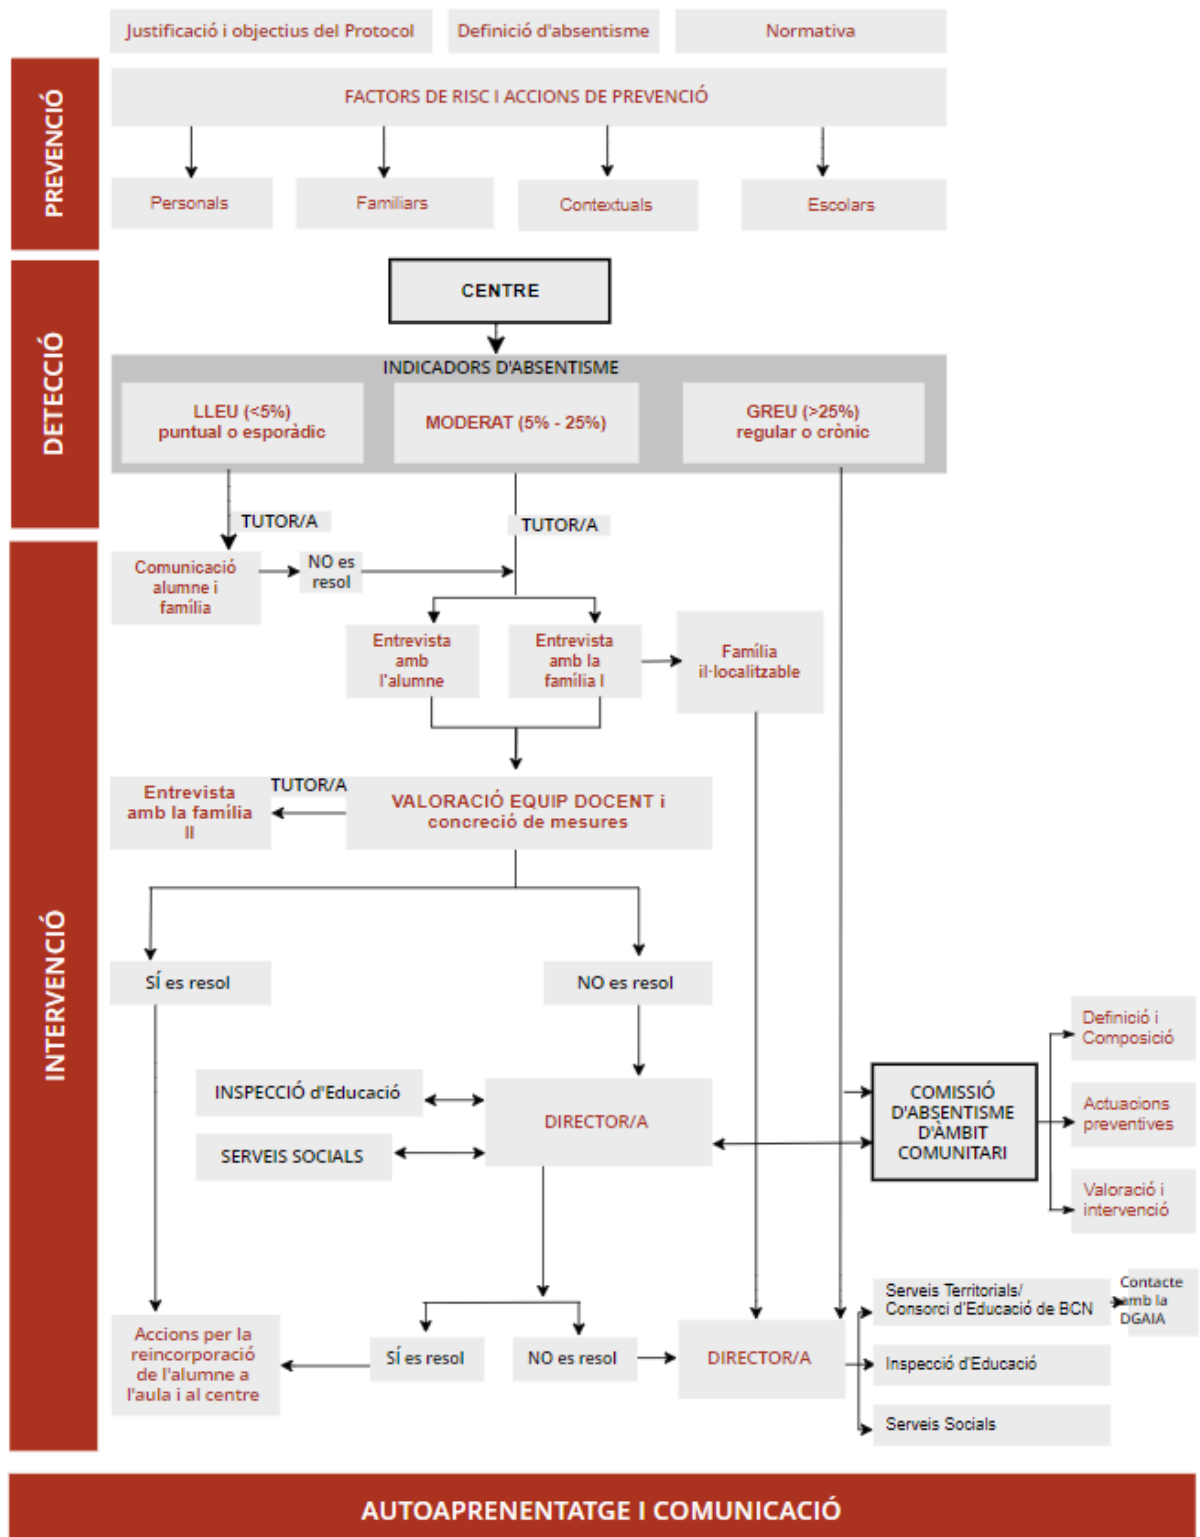 Justificació i objectius del Protocol
Definició d'absentisme
Normativa
PREVENCIÓ
FACTORS DE RISC I ACCIONS DE PREVENCIÓ
Personals
Familiars
Contextuals
Escolars
DETECCIÓ
CENTRE
INDICADORS D'ABSENTISME
LLEU (<5%)
puntual o esporàdic
MODERAT (5% - 25%)
GREU (>25%)
regular o crònic
TUTOR/A
TUTOR/A
INTERVENCIÓ
Comunicació
alumne i
família
NO es
resol
Entrevista
amb
l'alumne
Entrevista
amb la
família I
Família
il·localitzable
Entrevista
amb la família
II
TUTOR/A
VALORACIÓ EQUIP DOCENT i
concreció de mesures
SÍ es resol
NO es resol
INSPECCIÓ d'Educació
SERVEIS SOCIALS
DIRECTOR/A
COMISSIÓ
D'ABSENTISME
D'ÀMBIT
COMUNITARI
Definició i
Composició
Actuacions
preventives
Valoració i
intervenció
Accions per la
reincorporació
de l'alumne a
l'aula i al centre
SÍ es resol
NO es resol
DIRECTOR/A
Serveis Territorials/
Consorci d'Educació de BCN
Contacte
amb la
DGAIA
Inspecció d'Educació
Serveis Socials
AUTOAPRENENTATGE I COMUNICACIÓ